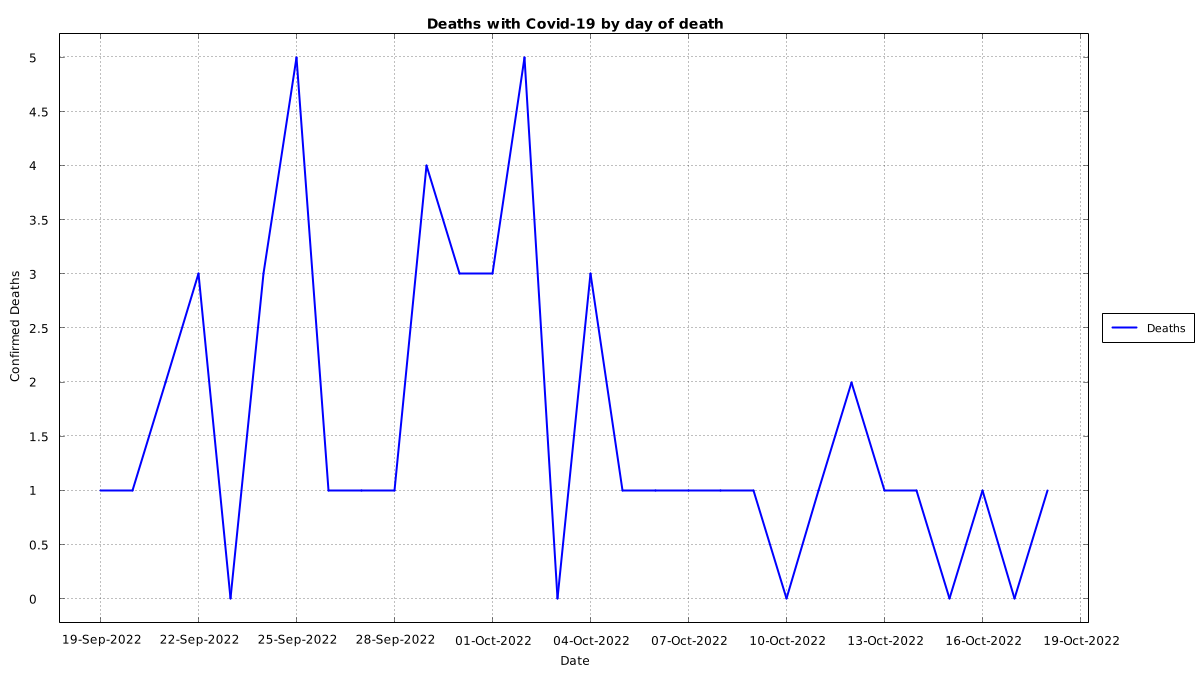 Deaths with Covid-19 by day of death
5
4.5
4
3.5
3
2.5
2
1.5
1
0.5
0
Confirmed Deaths
Deaths
19-Sep-2022 22-Sep-2022 25-Sep-2022 28-Sep-2022 01-Oct-2022 04-Oct-2022 07-Oct-2022 10-Oct-2022 13-Oct-2022 16-Oct-2022 19-Oct-2022
Date